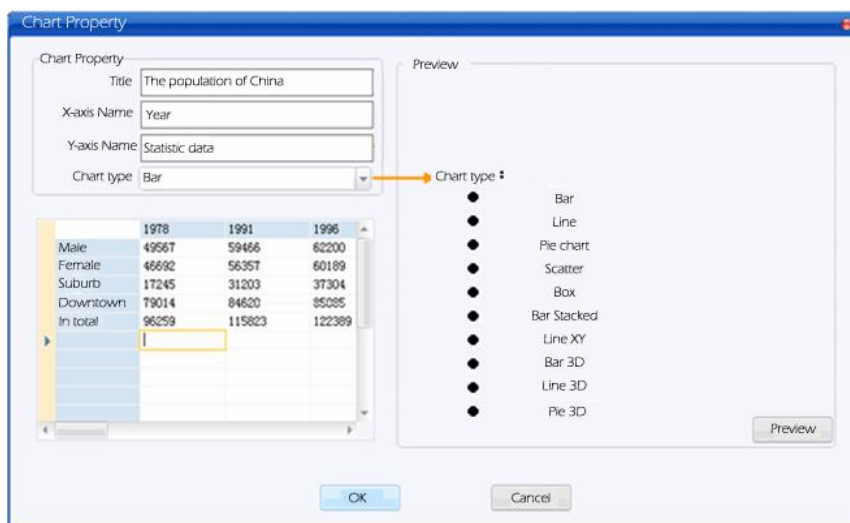 Chart Property
Chart Property
Title The population of China
X-axis Name Year
Y-axis Name Statistic data
Chart type Bar
1978 1991 1996
Male 49567 59466 62200
Female 46692 56357 60189
Suburb 17245 31203 37304
Downtown 79014 84620 85085
In total 96259 115823 122389
Preview
Chart type :
Bar
Line
Pie chart
Scatter
Box
Bar Stacked
Line XY
Bar 3D
Line 3D
Pie 3D
Preview
OK
Cancel